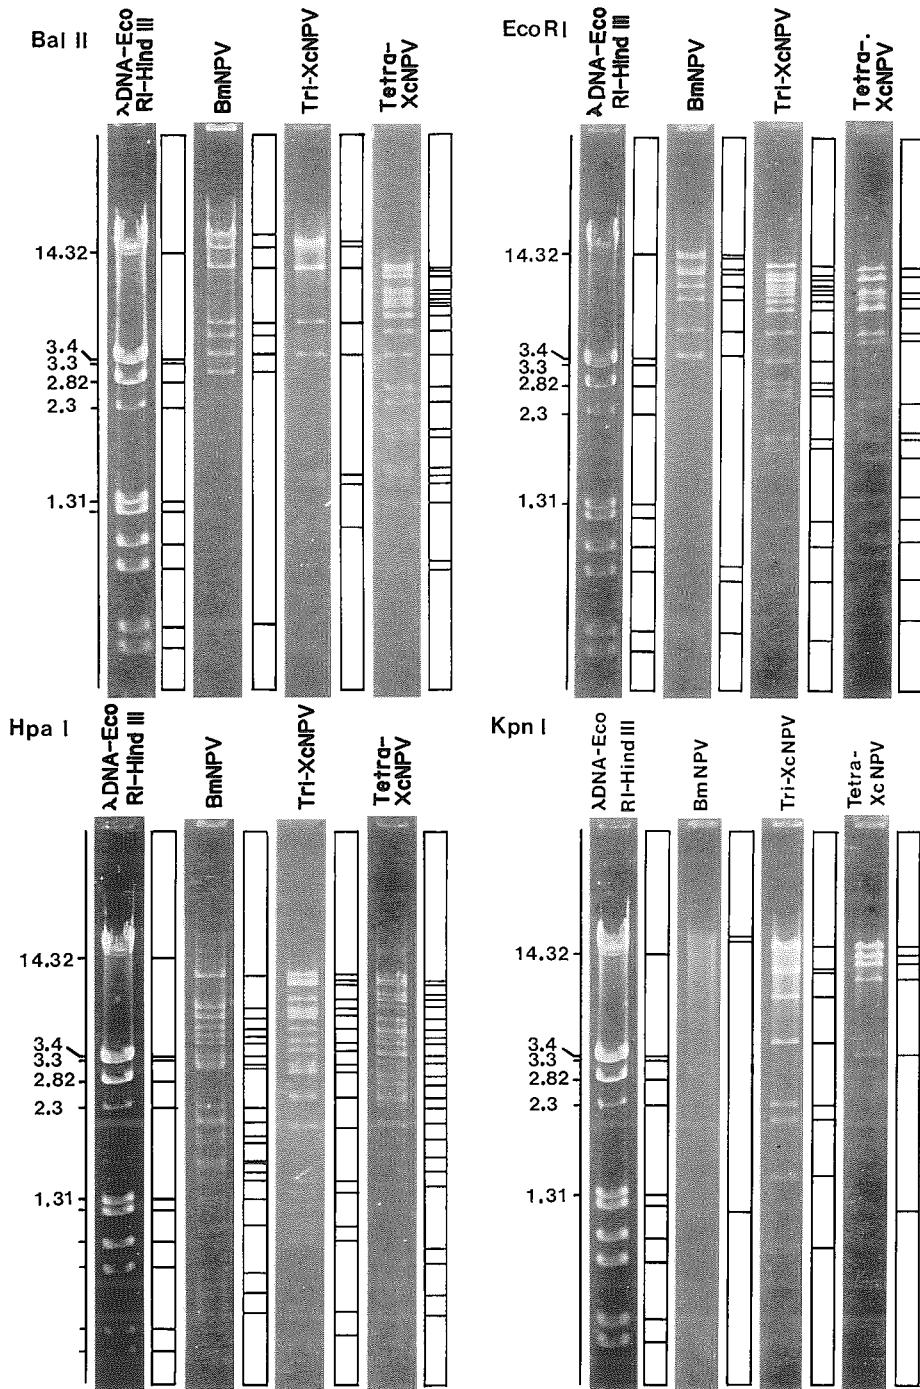 Bal II
λDNA-Eco
RI-Hind III
BmNPV
Tri-XcNPV
Tetra-
XcNPV
14.32
3.4
3.3
2.82
2.3
1.31
EcoRI
λDNA-Eco
RI-Hind III
BmNPV
Tri-XcNPV
Tetra-.
XcNPV
14.32
3.4
3.3
2.82
2.3
1.31
Hpa I
λDNA-Eco
RI-Hind III
BmNPV
Tri-XcNPV
Tetra-
XcNPV
14.32
3.4
3.3
2.82
2.3
1.31
Kpn I
λDNA-Eco
RI-Hind III
BmNPV
Tri-XcNPV
Tetra-
XcNPV
14.32
3.4
3.3
2.82
2.3
1.31